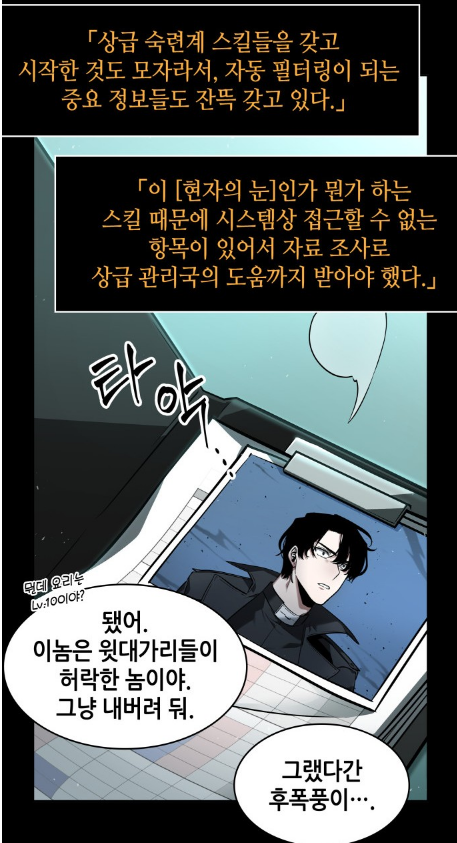 「상급 숙련계 스킬들을 갖고
시작한 것도 모자라서, 자동 필터링이 되는
중요 정보들도 잔뜩 갖고 있다.」
「이 [현자의 눈]인가 뭔가 하는
스킬 때문에 시스템상 접근할 수 없는
항목이 있어서 자료 조사로
상급 관리국의 도움까지 받아야 했다.」
타악……
뭔데 요리는
Lv.10이야?
됐어.
이놈은 윗대가리들이
허락한 놈이야.
그냥 내버려 둬.
그랬다간
후폭풍이….